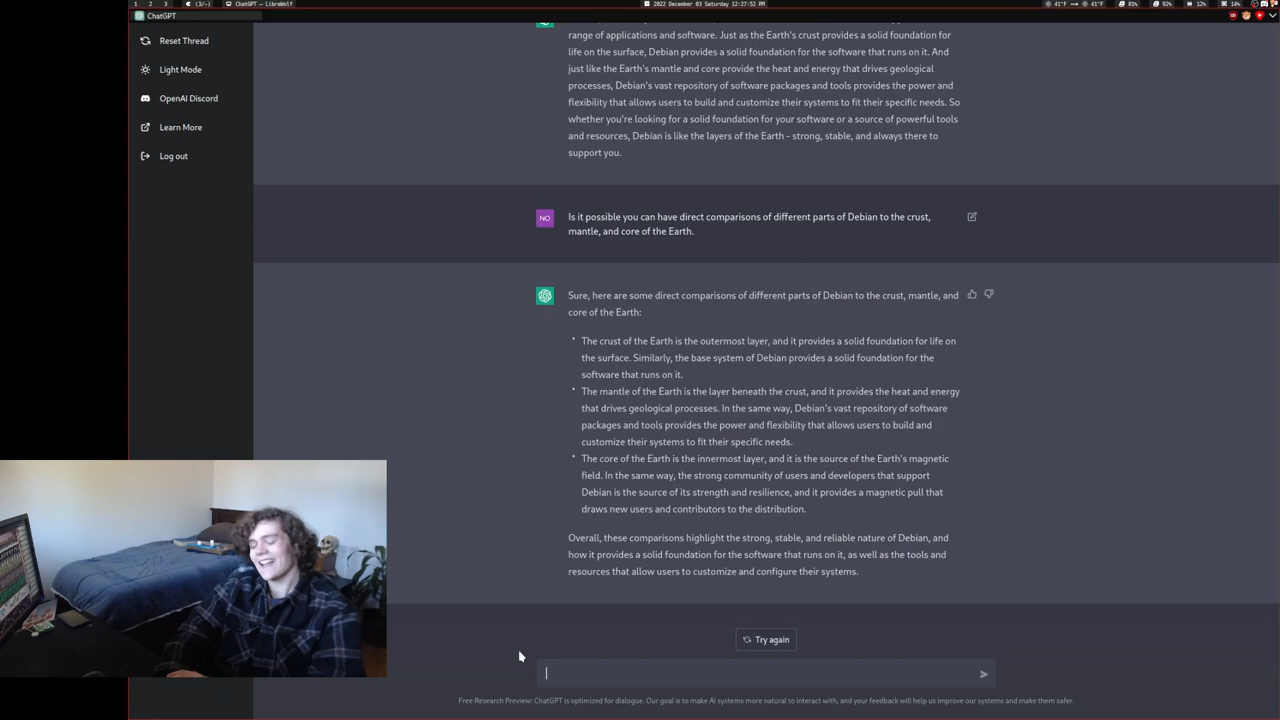 1 2 3 (3/-) ChatGPT — LibreWolf
2022 December 03 Saturday 12:27:52 PM
41°F 41°F 81% 92% 12% 14%
ChatGPT
Reset Thread
Light Mode
OpenAI Discord
Learn More
Log out
range of applications and software. Just as the Earth's crust provides a solid foundation for
life on the surface, Debian provides a solid foundation for the software that runs on it. And
just like the Earth's mantle and core provide the heat and energy that drives geological
processes, Debian's vast repository of software packages and tools provides the power and
flexibility that allows users to build and customize their systems to fit their specific needs. So
whether you're looking for a solid foundation for your software or a source of powerful tools
and resources, Debian is like the layers of the Earth - strong, stable, and always there to
support you.
NO
Is it possible you can have direct comparisons of different parts of Debian to the crust,
mantle, and core of the Earth.
Sure, here are some direct comparisons of different parts of Debian to the crust, mantle, and
core of the Earth:
• The crust of the Earth is the outermost layer, and it provides a solid foundation for life on
the surface. Similarly, the base system of Debian provides a solid foundation for the
software that runs on it.
• The mantle of the Earth is the layer beneath the crust, and it provides the heat and energy
that drives geological processes. In the same way, Debian's vast repository of software
packages and tools provides the power and flexibility that allows users to build and
customize their systems to fit their specific needs.
• The core of the Earth is the innermost layer, and it is the source of the Earth's magnetic
field. In the same way, the strong community of users and developers that support
Debian is the source of its strength and resilience, and it provides a magnetic pull that
draws new users and contributors to the distribution.
Overall, these comparisons highlight the strong, stable, and reliable nature of Debian, and
how it provides a solid foundation for the software that runs on it, as well as the tools and
resources that allow users to customize and configure their systems.
Try again
Free Research Preview: ChatGPT is optimized for dialogue. Our goal is to make AI systems more natural to interact with, and your feedback will help us improve our systems and make them safer.